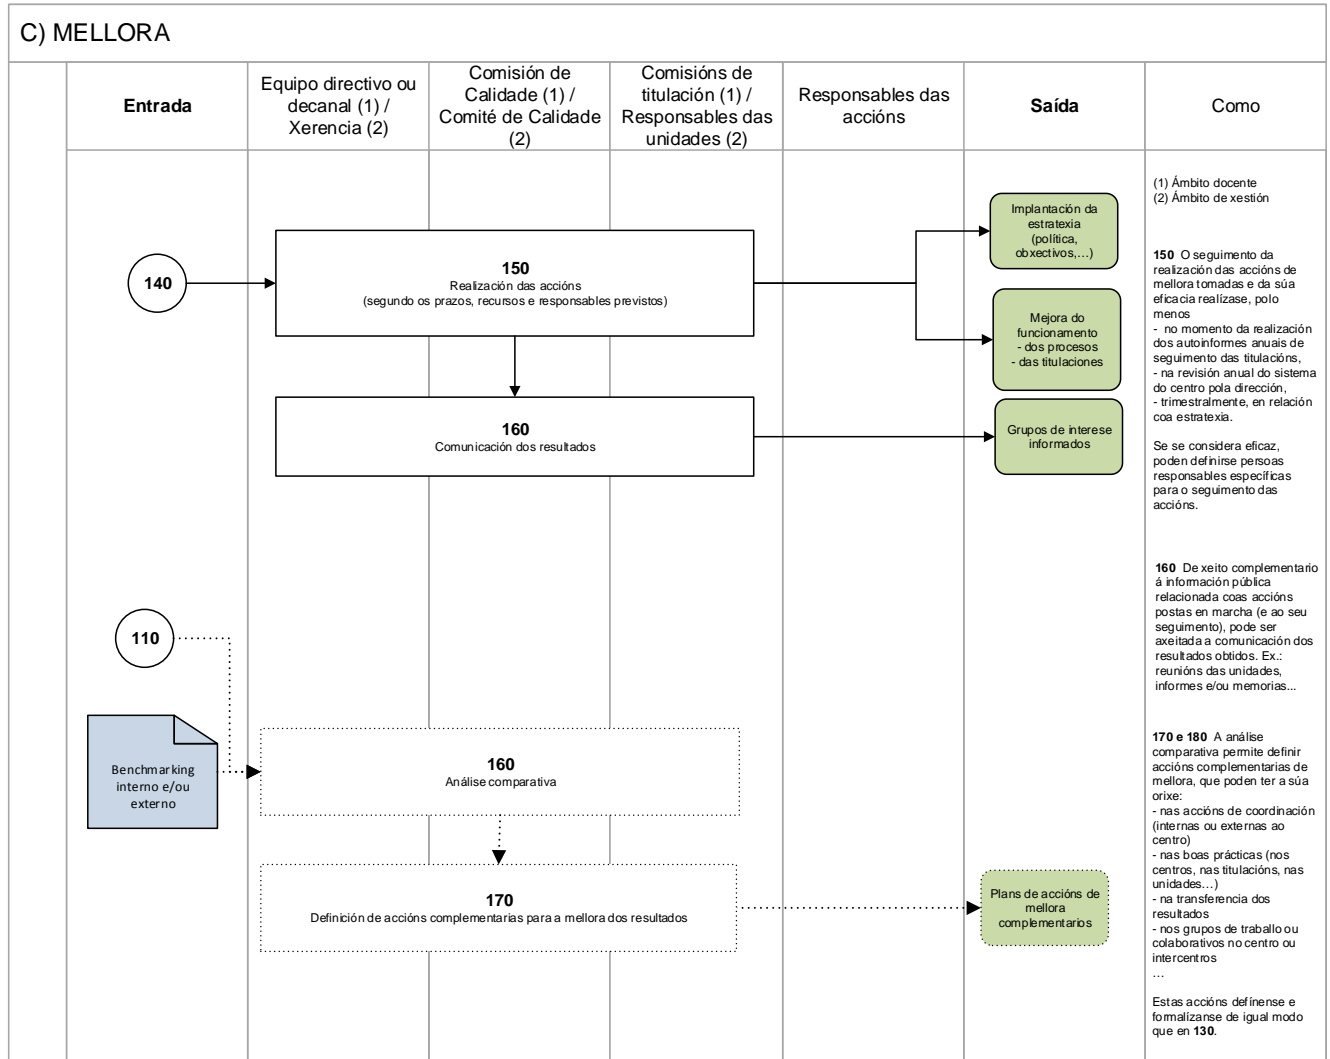 C) MELLORA
Entrada
Equipo directivo ou
decanal (1) /
Xerencia (2)
Comisión de
Calidade (1) /
Comité de Calidade
(2)
Comisións de
titulación (1) /
Responsables das
unidades (2)
Responsables das
accións
Saída
Como
140
150
Realización das accións
(segundo os prazos, recursos e responsables previstos)
Implantación da
estratexia
(política,
obxectivos,...)
Mejora do
funcionamento
- dos procesos
- das titulaciones
160
Comunicación dos resultados
Grupos de interese
informados
110
Benchmarking
interno e/ou
externo
160
Análise comparativa
170
Definición de accións complementarias para a mellora dos resultados
Plans de accións de
mellora
complementarios
(1) Ámbito docente
(2) Ámbito de xestión
150 O seguimento da
realización das accións de
mellora tomadas e da súa
eficacia realízase, polo
menos
- no momento da realización
dos autoinformes anuais de
seguimento das titulacións,
- na revisión anual do sistema
do centro pola dirección,
- trimestralmente, en relación
coa estratexia.
Se se considera eficaz,
poden definirse persoas
responsables específicas
para o seguimento das
accións.
160 De xeito complementario
á información pública
relacionada coas accións
postas en marcha (e ao seu
seguimento), pode ser
axeitada a comunicación dos
resultados obtidos. Ex.:
reunións das unidades,
informes e/ou memorias...
170 e 180 A análise
comparativa permite definir
accións complementarias de
mellora, que poden ter a súa
orixe:
- nas accións de coordinación
(internas ou externas ao
centro)
- nas boas prácticas (nos
centros, nas titulacións, nas
unidades...)
- na transferencia dos
resultados
- nos grupos de traballo ou
colaborativos no centro ou
intercentros
...
Estas accións defínense e
formalízanse de igual modo
que en 130.